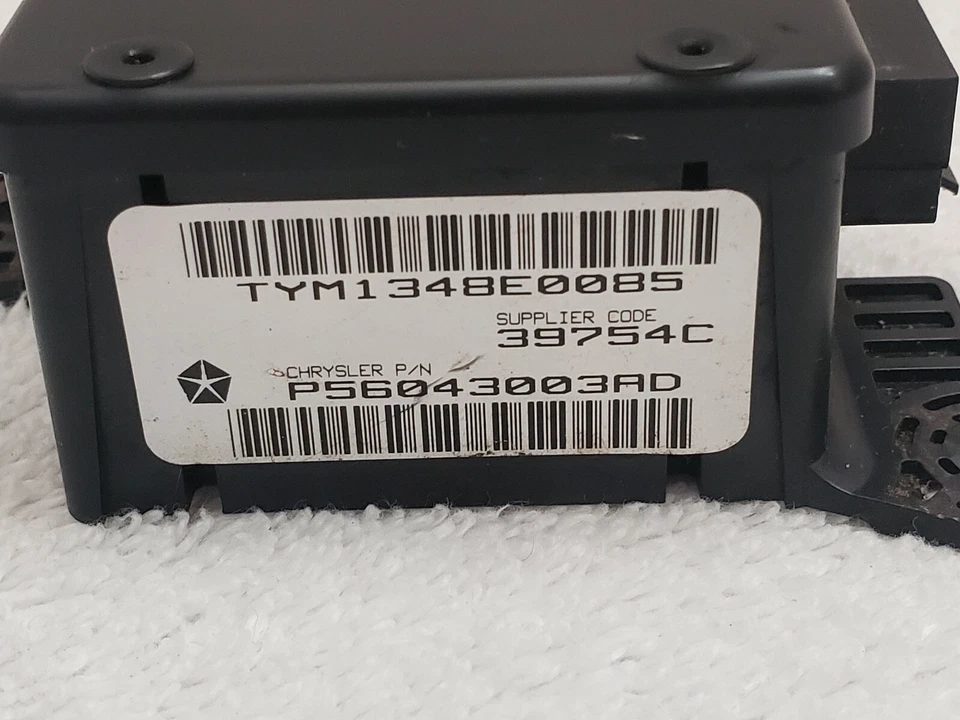 TYM1348E0085
SUPPLIER CODE
39754C
CHRYSLER P/N
P56043003AD